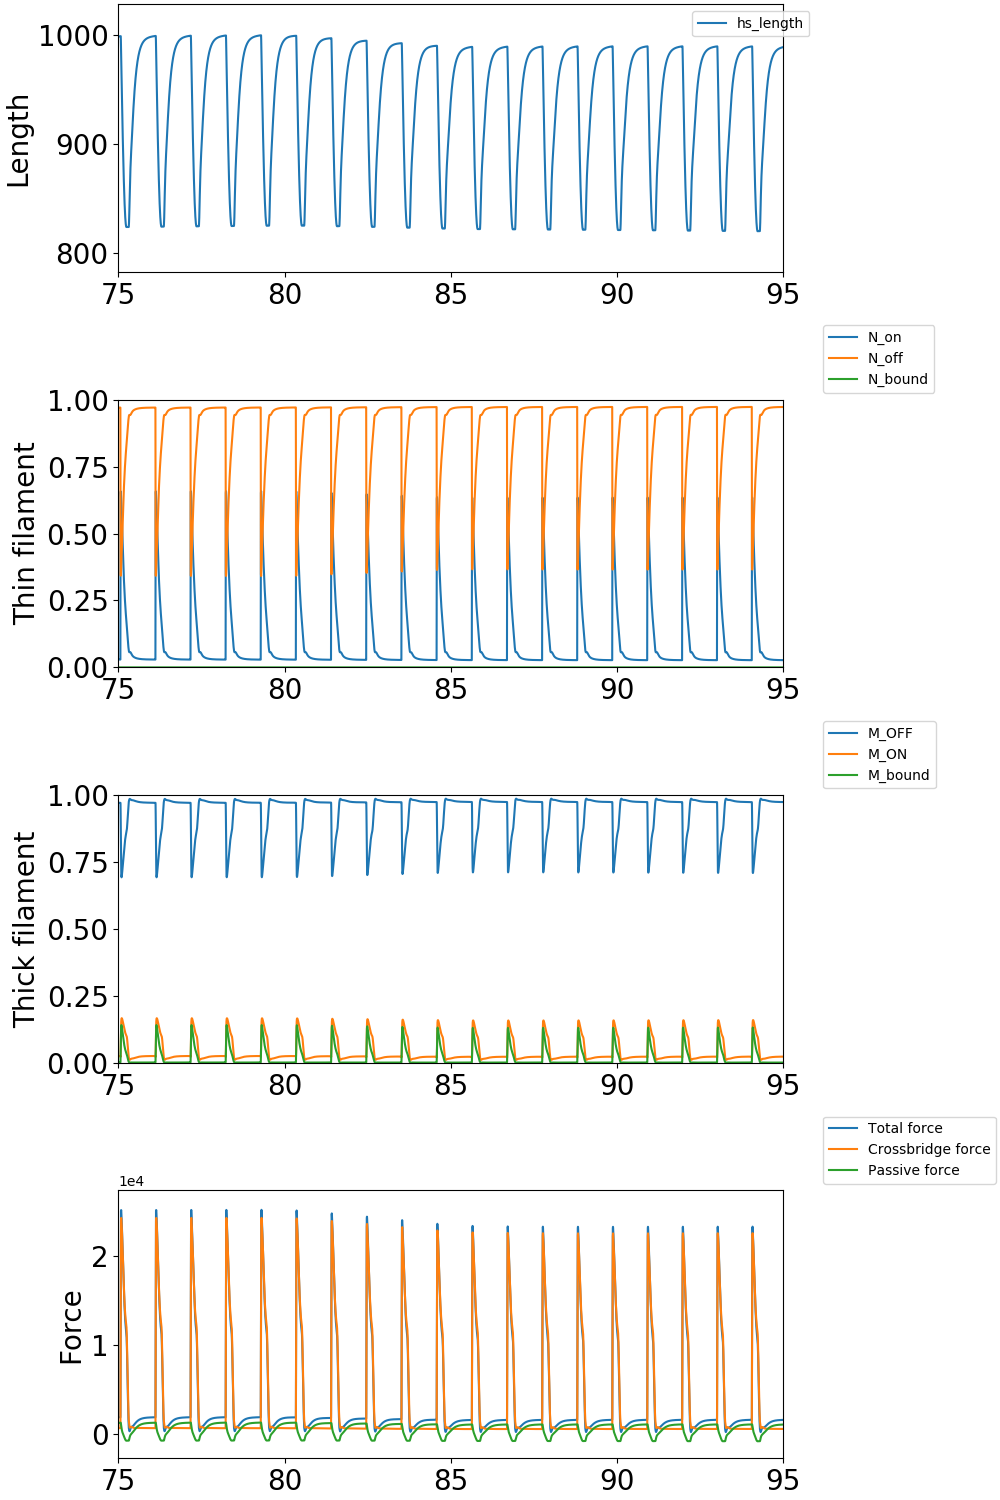 hs_length
1000
900
800
Length
75 80 85 90 95
N_on
N_off
N_bound
1.00
0.75
0.50
0.25
0.00
Thin filament
75 80 85 90 95
M_OFF
M_ON
M_bound
1.00
0.75
0.50
0.25
0.00
Thick filament
75 80 85 90 95
Total force
Crossbridge force
Passive force
1e4
2
1
0
Force
75 80 85 90 95